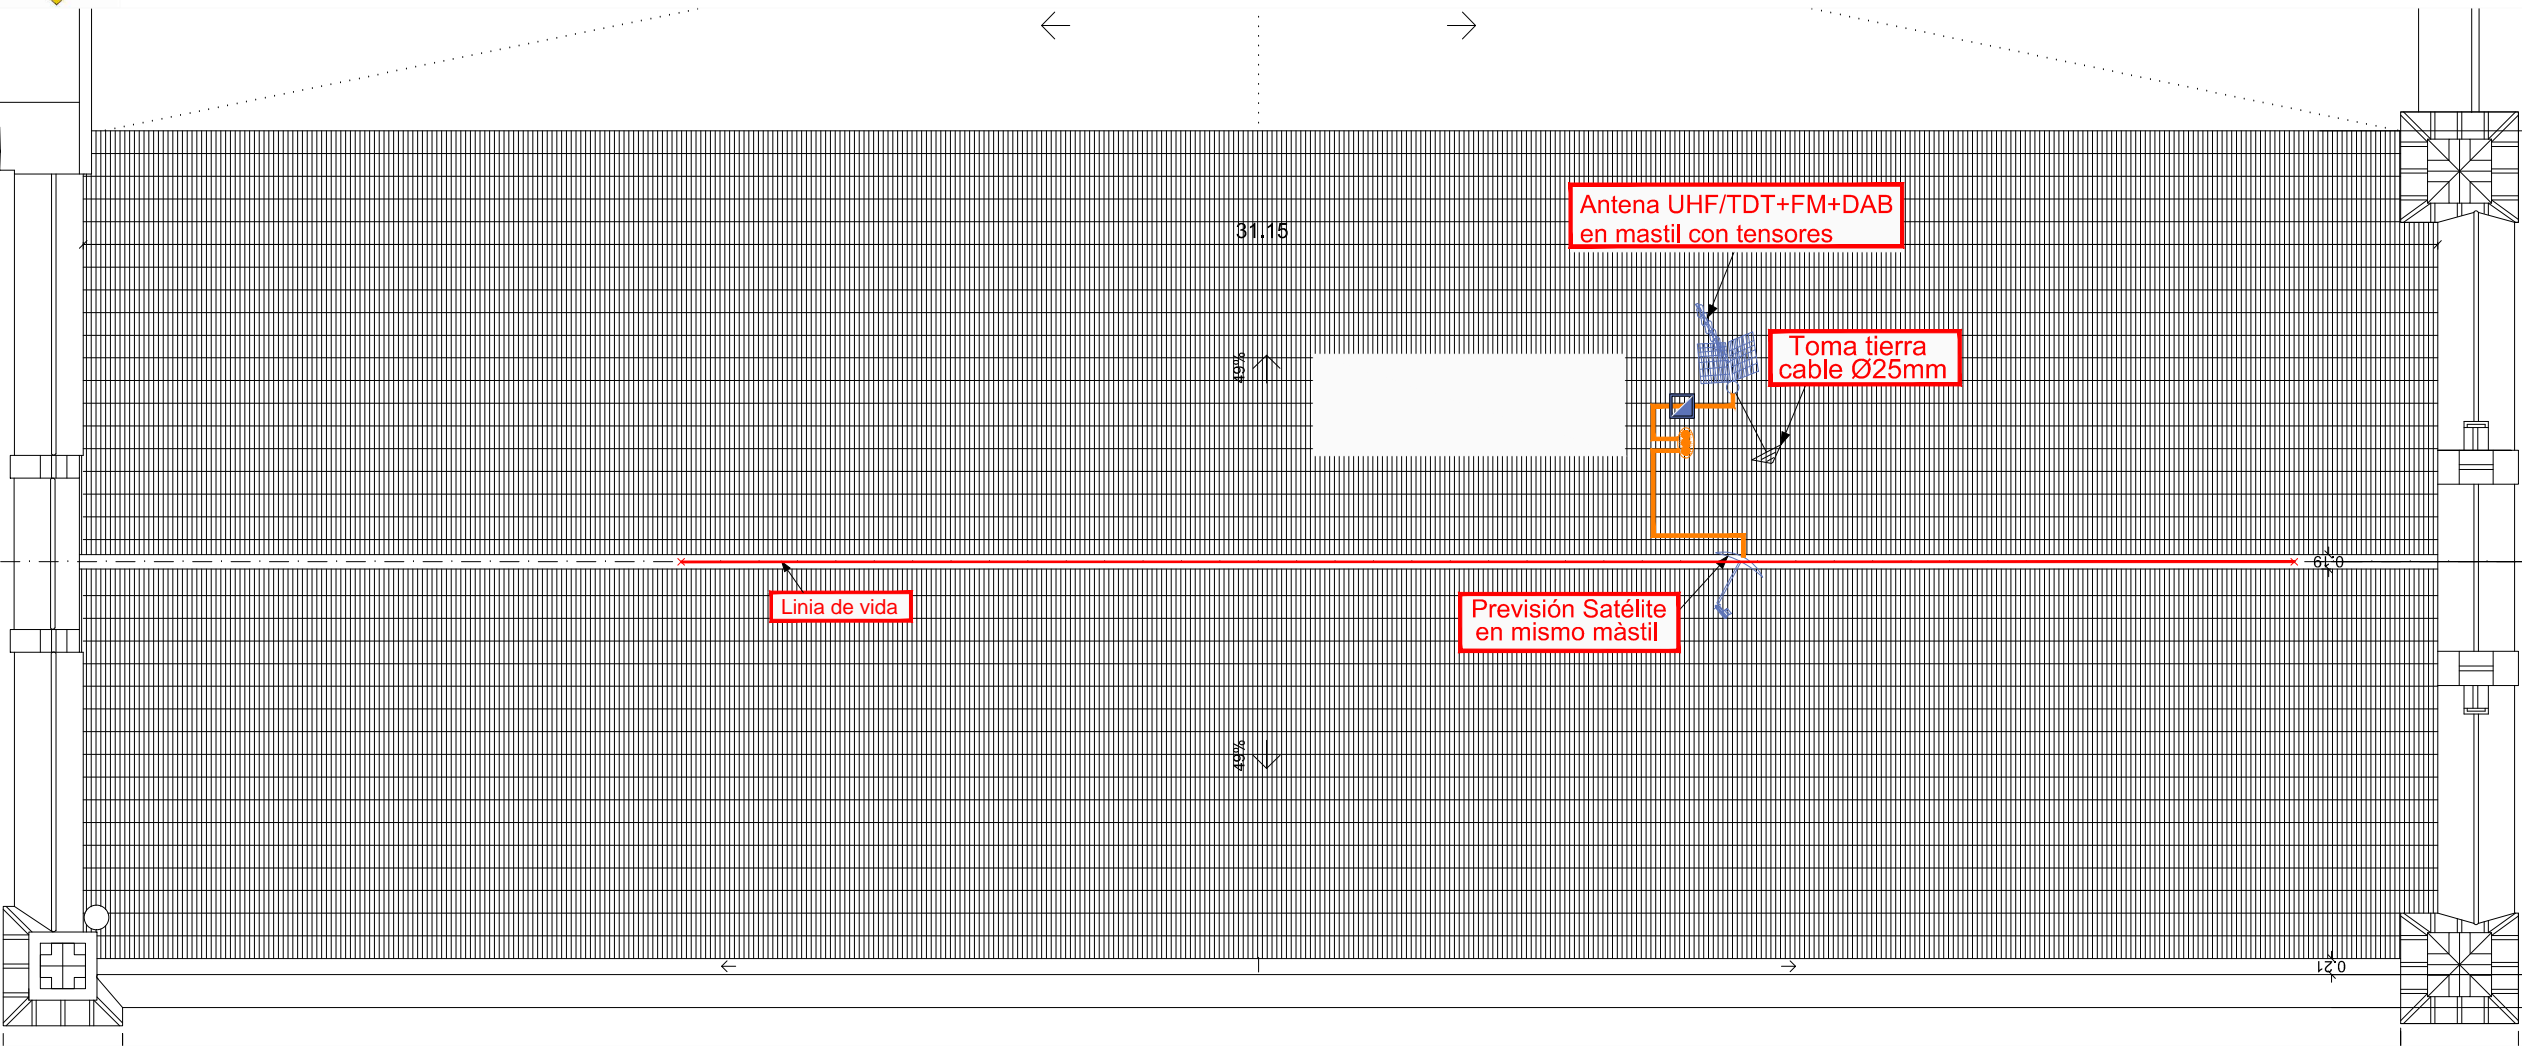 Antena UHF/TDT+FM+DAB
en mastil con tensores
31.15
Toma tierra
cable Ø25mm
49%
0.19
Linia de vida
Previsión Satélite
en mismo màstil
49%
0.21